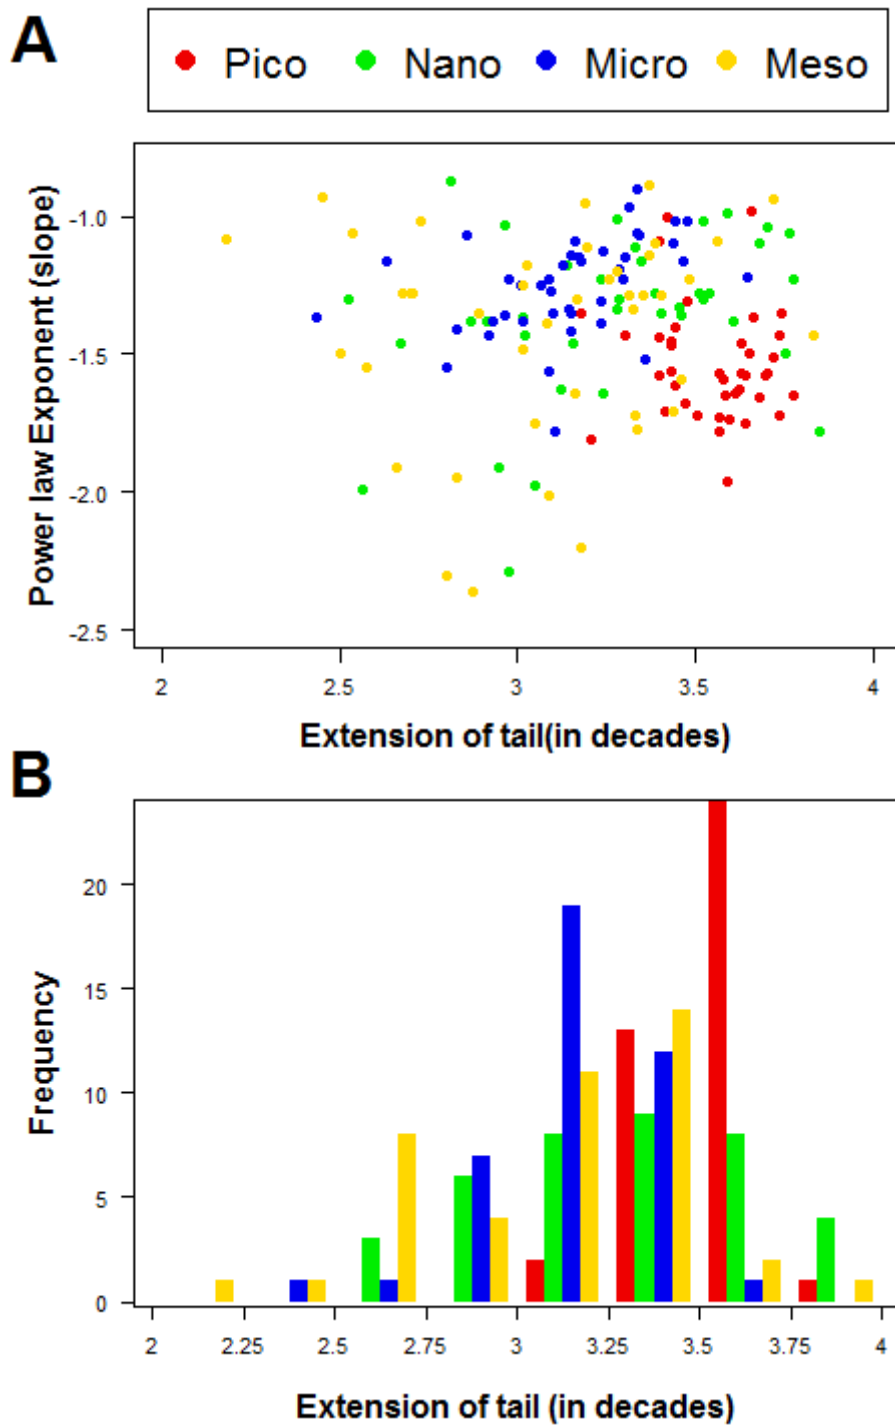 A
Pico Nano Micro Meso
Power law Exponent (slope)
-1.0
-1.5
-2.0
-2.5
2 2.5 3 3.5 4
Extension of tail(in decades)
B
Frequency
20
15
10
5
0
2 2.25 2.5 2.75 3 3.25 3.5 3.75 4
Extension of tail (in decades)